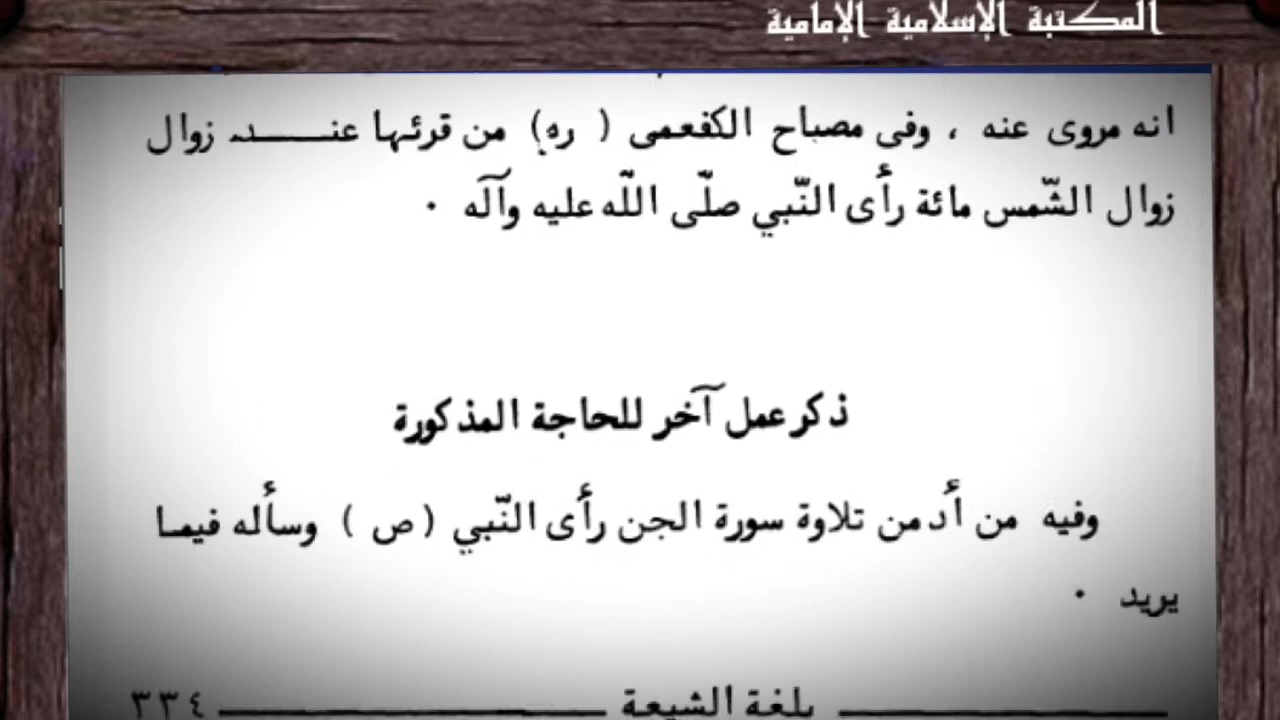 المكتبة الإسلامية الإمامية
انه مروى عنه ، وفى مصباح الكفعمى ( ره) من قرئها عنـــــد زوال
زوال الشّمس مائة رأى النّبي صلّى اللّه عليه وآله ٠
ذكر عمل آخر للحاجة المذكورة
وفيه من أدمن تلاوة سورة الجن رأى النّبي (ص ) وسأله فيما
يريد ٠
بلغة الشيعة ٣٣٤